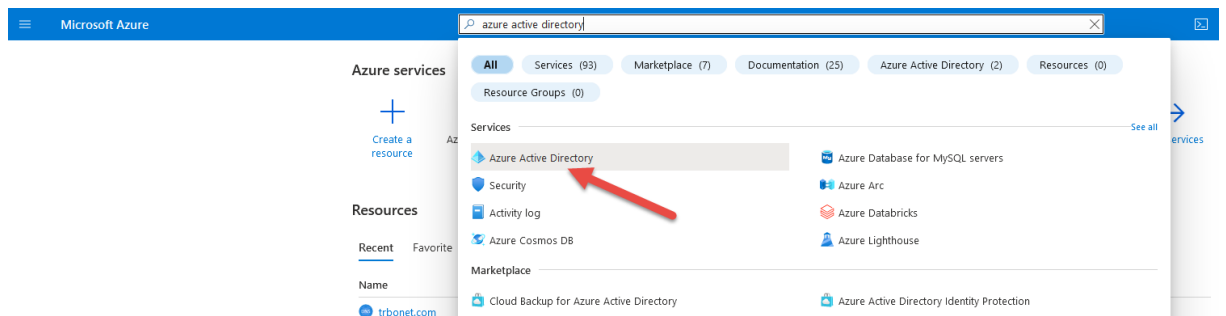 Microsoft Azure
azure active directory
Azure services
All Services (93) Marketplace (7) Documentation (25) Azure Active Directory (2) Resources (0)
Resource Groups (0)
Create a resource
Az
Services
See all
ervices
Azure Active Directory
Azure Database for MySQL servers
Security
Azure Arc
Resources
Activity log
Azure Databricks
Recent Favorite
Azure Cosmos DB
Azure Lighthouse
Marketplace
Name
Cloud Backup for Azure Active Directory
Azure Active Directory Identity Protection
trbonet.com